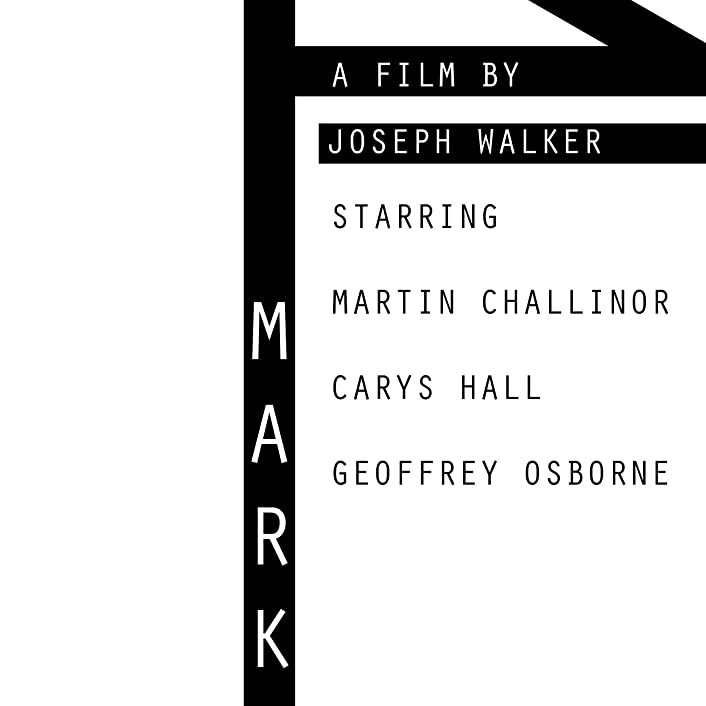 A FILM BY
JOSEPH WALKER
STARRING
MARTIN CHALLINOR
CARYS HALL
GEOFFREY OSBORNE
MARK